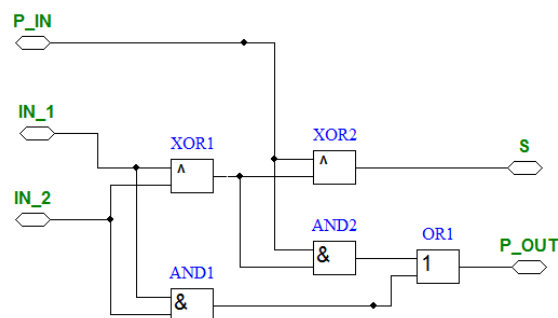 P_IN
IN_1
XOR1
^
XOR2
^
S
IN_2
AND2
&
OR1
1
P_OUT
AND1
&